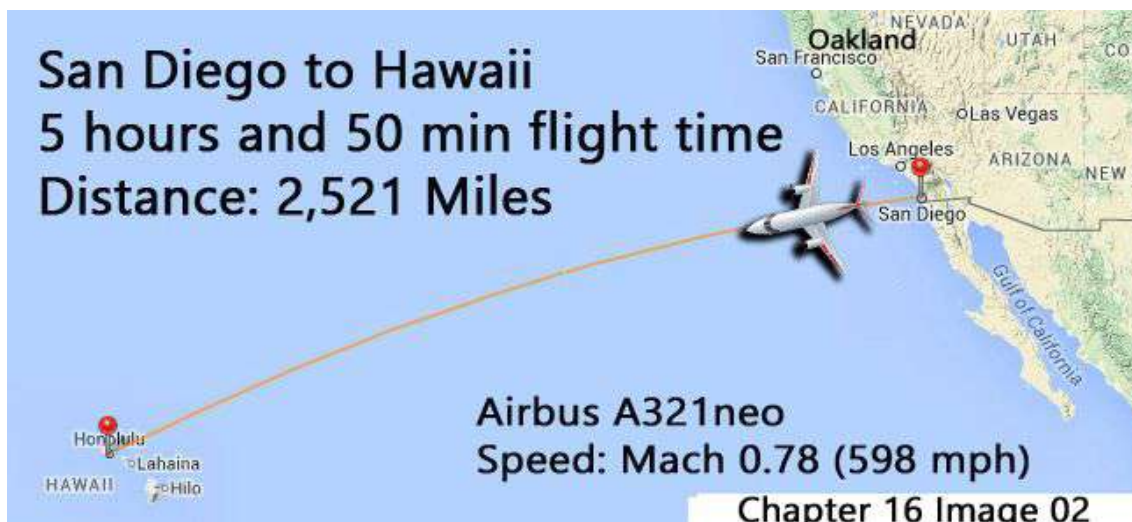 San Diego to Hawaii
5 hours and 50 min flight time
Distance: 2,521 Miles
NEVADA
Oakland
UTAH
CO
San Francisco
CALIFORNIA
Las Vegas
Los Angeles
ARIZONA
NEW
San Diego
Gulf of California
Honolulu
Lahaina
HAWAII
Hilo
Airbus A321neo
Speed: Mach 0.78 (598 mph)
Chapter 16 Image 02